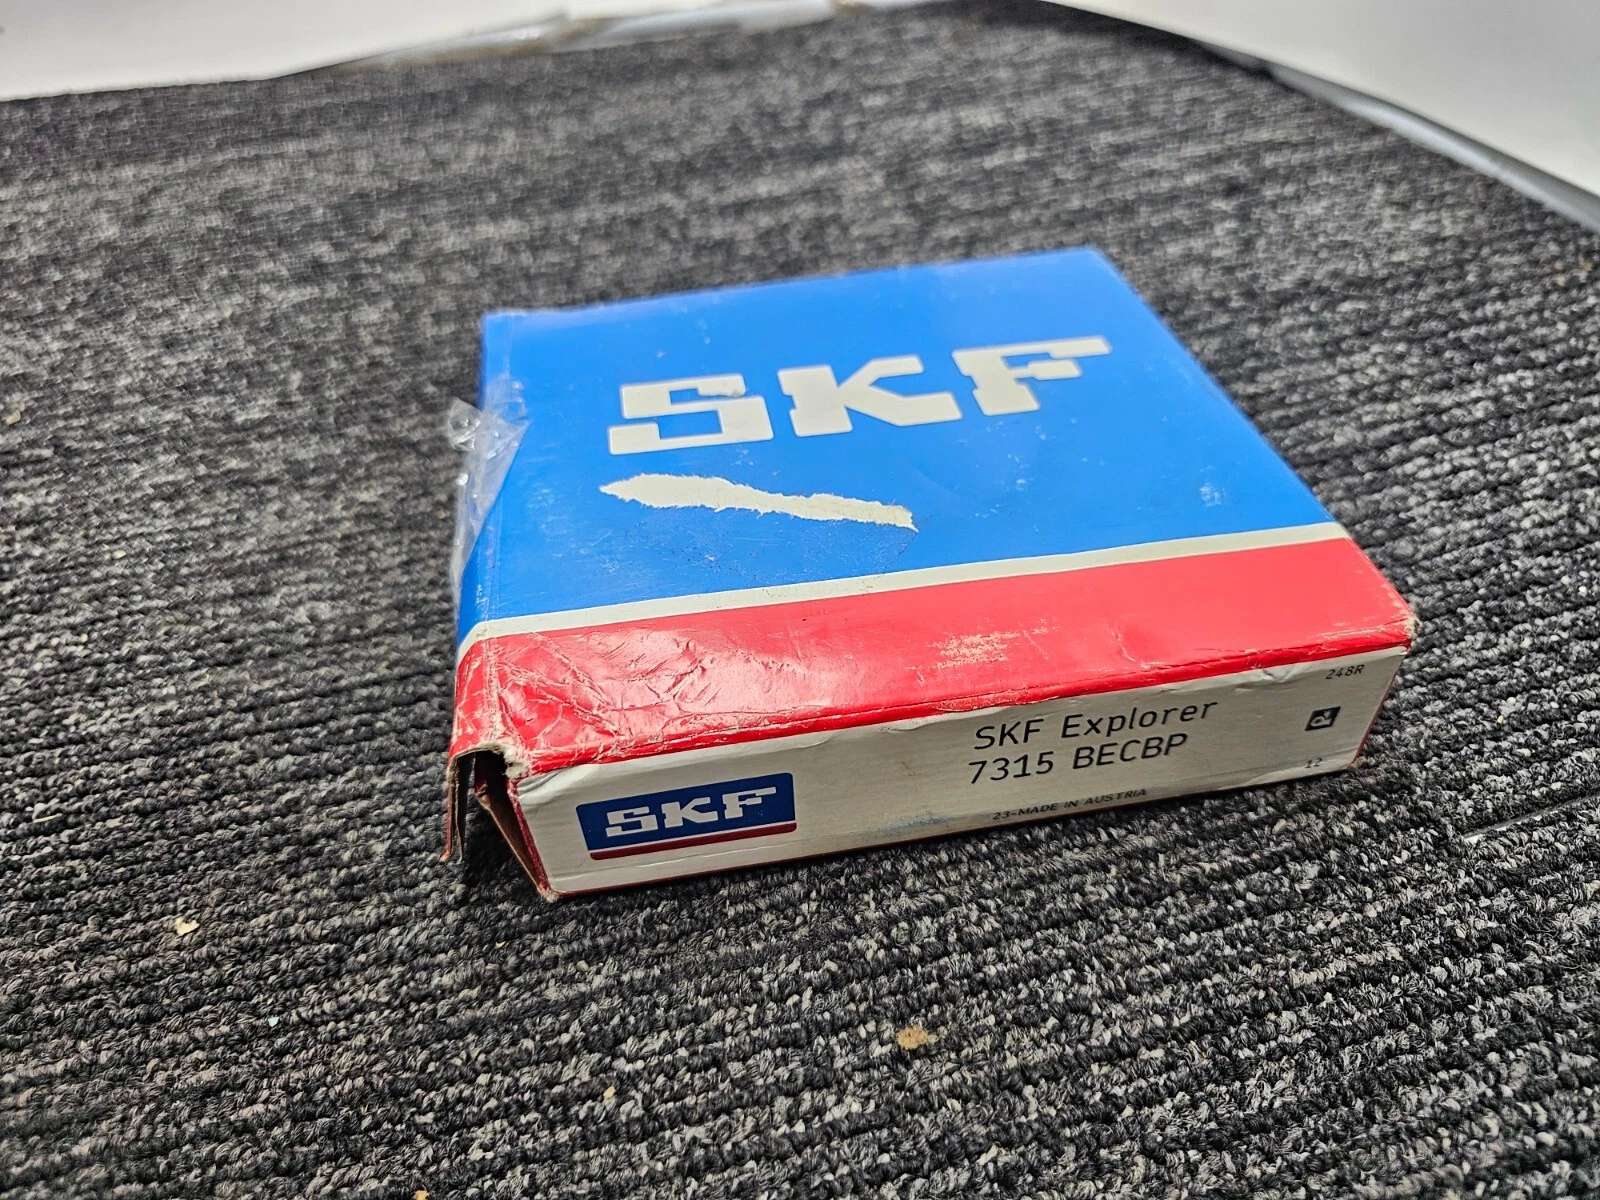 SKF
248R
SKF Explorer
7315 BECBP
SKF
23-MADE IN AUSTRIA
12